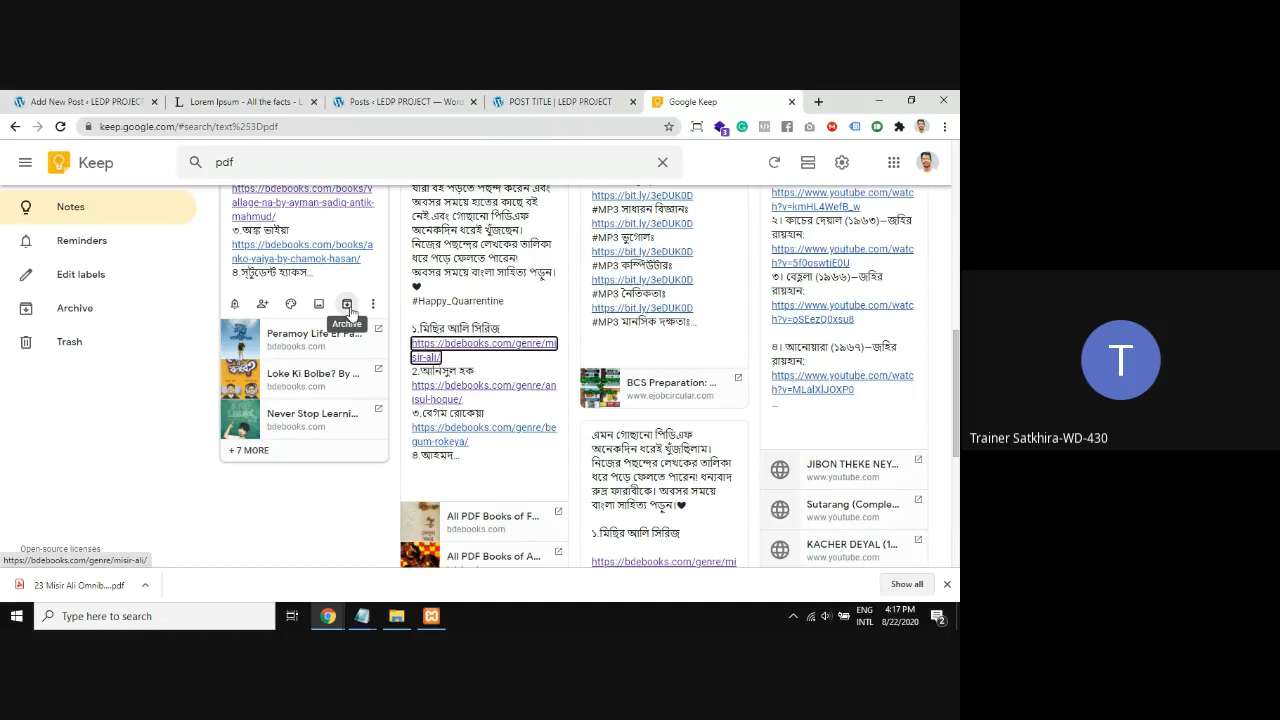 Add New Post ‹ LEDP PROJECT
Lorem Ipsum - All the facts - L
Posts ‹ LEDP PROJECT — Wor
POST TITLE | LEDP PROJECT
Google Keep
keep.google.com/#search/text%253Dpdf
3
Keep
pdf
Notes
Reminders
Edit labels
Archive
Trash
Open-source licenses
https://bdebooks.com/genre/misir-ali/
https://bdebooks.com/books/v
allage-na-by-ayman-sadiq-antik-
mahmud/
৩.অঙ্ক ভাইয়া
https://bdebooks.com/books/a
nko-vaiya-by-chamok-hasan/
৪.স্টুডেন্ট হ্যাকস...
Archive
Peramoy Life Er Pa...
bdebooks.com
Loke Ki Bolbe? By ...
bdebooks.com
Never Stop Learni...
bdebooks.com
+ 7 MORE
যারা বই পড়তে পছন্দ করেন এবং
অবসর সময়ে হাতের কাছে বই
নেই এবং গোছানো পিডিএফ
অনেকদিন ধরেই খুঁজছেন।
নিজের পছন্দের লেখকের তালিকা
ধরে পড়ে ফেলতে পারেন!
অবসর সময়ে বাংলা সাহিত্য পড়ুন।
♥
#Happy_Quarrentine
১.মিছির আলি সিরিজ
https://bdebooks.com/genre/mi
sir-ali/
2.আনিসুল হক
https://bdebooks.com/genre/an
isul-hoque/
৩.বেগম রোকেয়া
https://bdebooks.com/genre/be
gum-rokeya/
৪.আহমদ...
All PDF Books of F...
bdebooks.com
All PDF Books of A...
https://bit.ly/3eDUK0D
#MP3 সাধারন বিজ্ঞানঃ
https://bit.ly/3eDUK0D
#MP3 ভুগোলঃ
https://bit.ly/3eDUK0D
#MP3 কম্পিউটারঃ
https://bit.ly/3eDUK0D
#MP3 নৈতিকতাঃ
https://bit.ly/3eDUK0D
#MP3 মানসিক দক্ষতাঃ...
BCS Preparation: ...
www.ejobcircular.com
এমন গোছানো পিডিএফ
অনেকদিন ধরেই খুঁজছিলাম।
নিজের পছন্দের লেখকের তালিকা
ধরে পড়ে ফেলতে পারেন! ধন্যবাদ
রুদ্র ফারাবীকে। অবসর সময়ে
বাংলা সাহিত্য পড়ুন।♥
১.মিছির আলি সিরিজ
https://bdebooks.com/genre/mi
https://www.youtube.com/watc
h?v=kmHL4WefB_w
২। কাচের দেয়াল (১৯৬৩)–জহির
রায়হান:
https://www.youtube.com/watc
h?v=5f0oswtiE0U
৩। বেহুলা (১৯৬৬)–জহির
রায়হান:
https://www.youtube.com/watc
h?v=oSEezQ0xsu8
৪। আনোয়ারা (১৯৬৭)–জহির
রায়হান:
https://www.youtube.com/watc
h?v=MLalXlJOXP0
...
JIBON THEKE NEY...
www.youtube.com
Sutarang (Comple...
www.youtube.com
KACHER DEYAL (1...
www.youtube.com
23 Misir Ali Omnib....pdf
Show all
Type here to search
ENG
INTL
4:17 PM
8/22/2020
2
T
Trainer Satkhira-WD-430